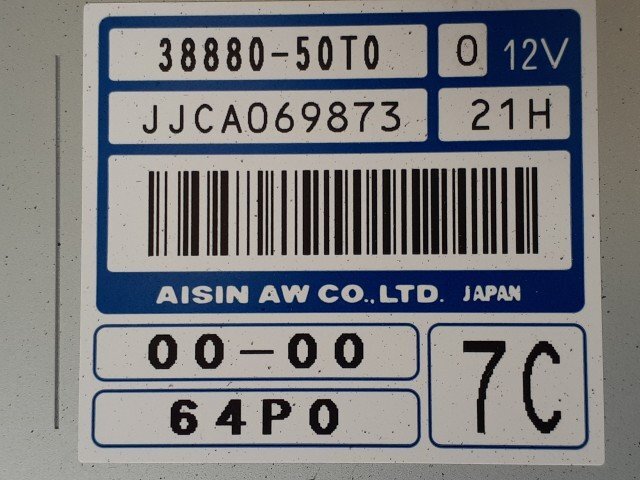 38880-50T0 0 12V
JJCA069873 21H
AISIN AW CO.,LTD. JAPAN
00-00
64P0
7C